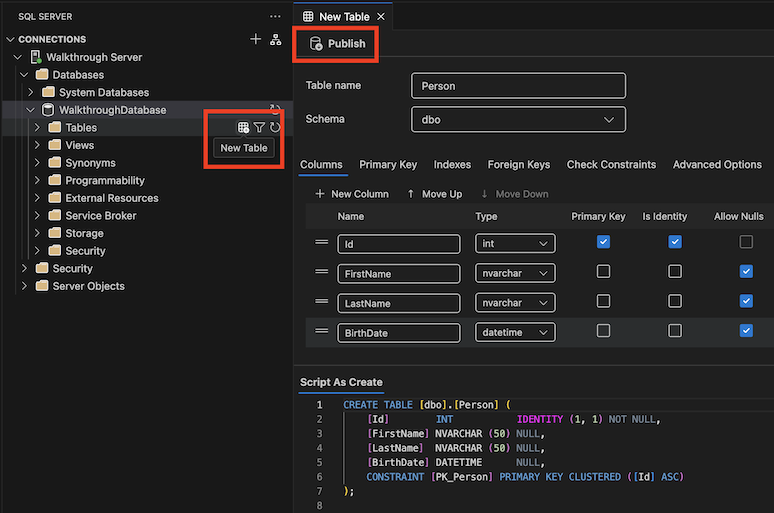 SQL SERVER
CONNECTIONS
Walkthrough Server
Databases
System Databases
WalkthroughDatabase
Tables
New Table
Views
Synonyms
Programmability
External Resources
Service Broker
Storage
Security
Security
Server Objects
New Table
Publish
Table name
Person
Schema
dbo
Columns Primary Key Indexes Foreign Keys Check Constraints Advanced Options
New Column Move Up Move Down
Name Type Primary Key Is Identity Allow Nulls
Id int
FirstName nvarchar
LastName nvarchar
BirthDate datetime
Script As Create
1 CREATE TABLE [dbo].[Person] (
2 [Id] INT IDENTITY (1, 1) NOT NULL,
3 [FirstName] NVARCHAR (50) NULL,
4 [LastName] NVARCHAR (50) NULL,
5 [BirthDate] DATETIME NULL,
6 CONSTRAINT [PK_Person] PRIMARY KEY CLUSTERED ([Id] ASC)
7 );
8